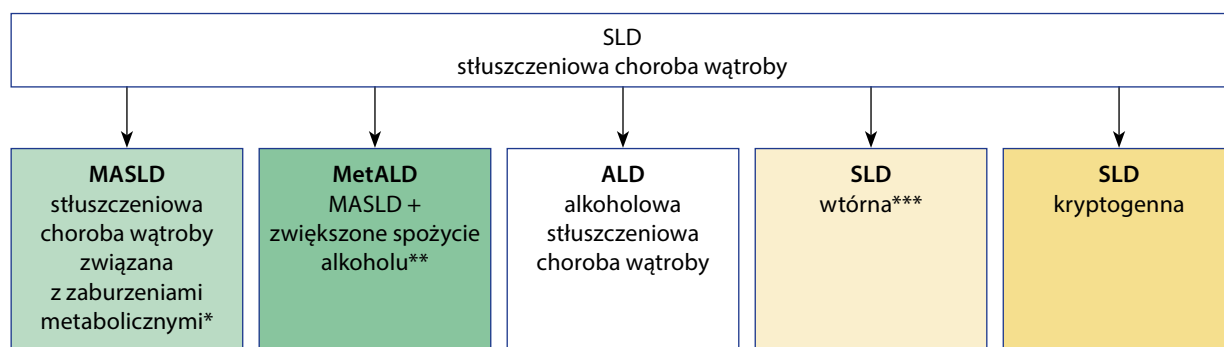 SLD
stłuszczeniowa choroba wątroby
MASLD
stłuszczeniowa
choroba wątroby
związana
z zaburzeniami
metabolicznymi*
MetALD
MASLD +
zwiększone spożycie
alkoholu**
ALD
alkoholowa
stłuszczeniowa
choroba wątroby
SLD
wtórna***
SLD
kryptogenna